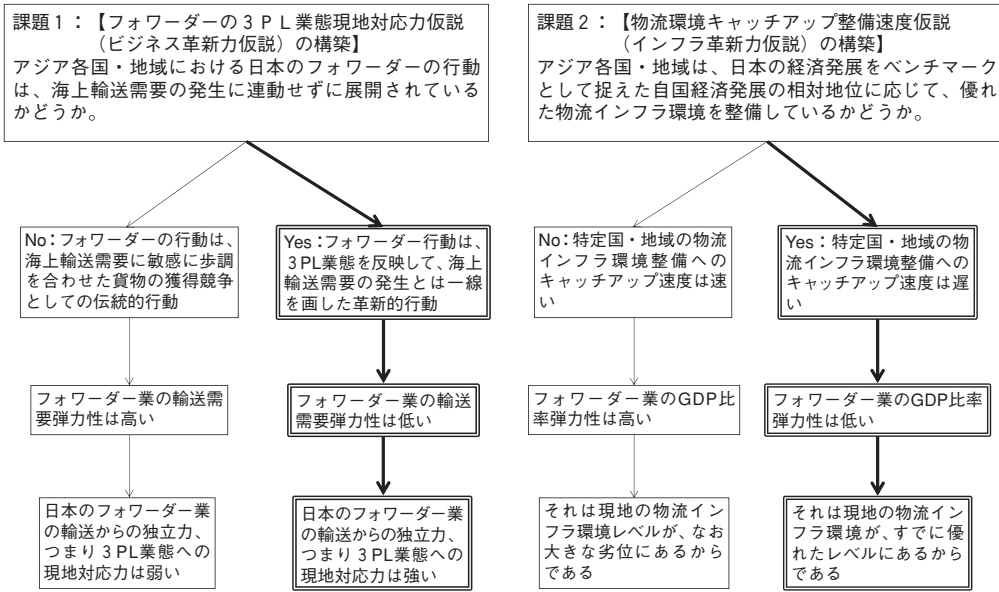 課題1：【フォワーダーの3PL業態現地対応力仮説
（ビジネス革新力仮説）の構築】
アジア各国・地域における日本のフォワーダーの行動
は、海上輸送需要の発生に連動せずに展開されている
かどうか。
No：フォワーダーの行動は、
海上輸送需要に敏感に歩調
を合わせた貨物の獲得競争
としての伝統的行動
Yes：フォワーダー行動は、
3PL業態を反映して、海上
輸送需要の発生とは一線
を画した革新的行動
フォワーダー業の輸送需
要弾力性は高い
フォワーダー業の輸送
需要弾力性は低い
日本のフォワーダー業
の輸送からの独立力、
つまり3PL業態への
現地対応力は弱い
日本のフォワーダー業
の輸送からの独立力、
つまり3PL業態への
現地対応力は強い
課題2：【物流環境キャッチアップ整備速度仮説
（インフラ革新力仮説）の構築】
アジア各国・地域は、日本の経済発展をベンチマーク
として捉えた自国経済発展の相対地位に応じて、優れ
た物流インフラ環境を整備しているかどうか。
No：特定国・地域の物流
インフラ環境整備への
キャッチアップ速度は速
い
Yes：特定国・地域の物
流インフラ環境整備への
キャッチアップ速度は遅
い
フォワーダー業のGDP比
率弾力性は高い
フォワーダー業のGDP比率
弾力性は低い
それは現地の物流イン
フラ環境レベルが、なお
大きな劣位にあるから
である
それは現地の物流イン
フラ環境が、すでに優
れたレベルにあるから
である